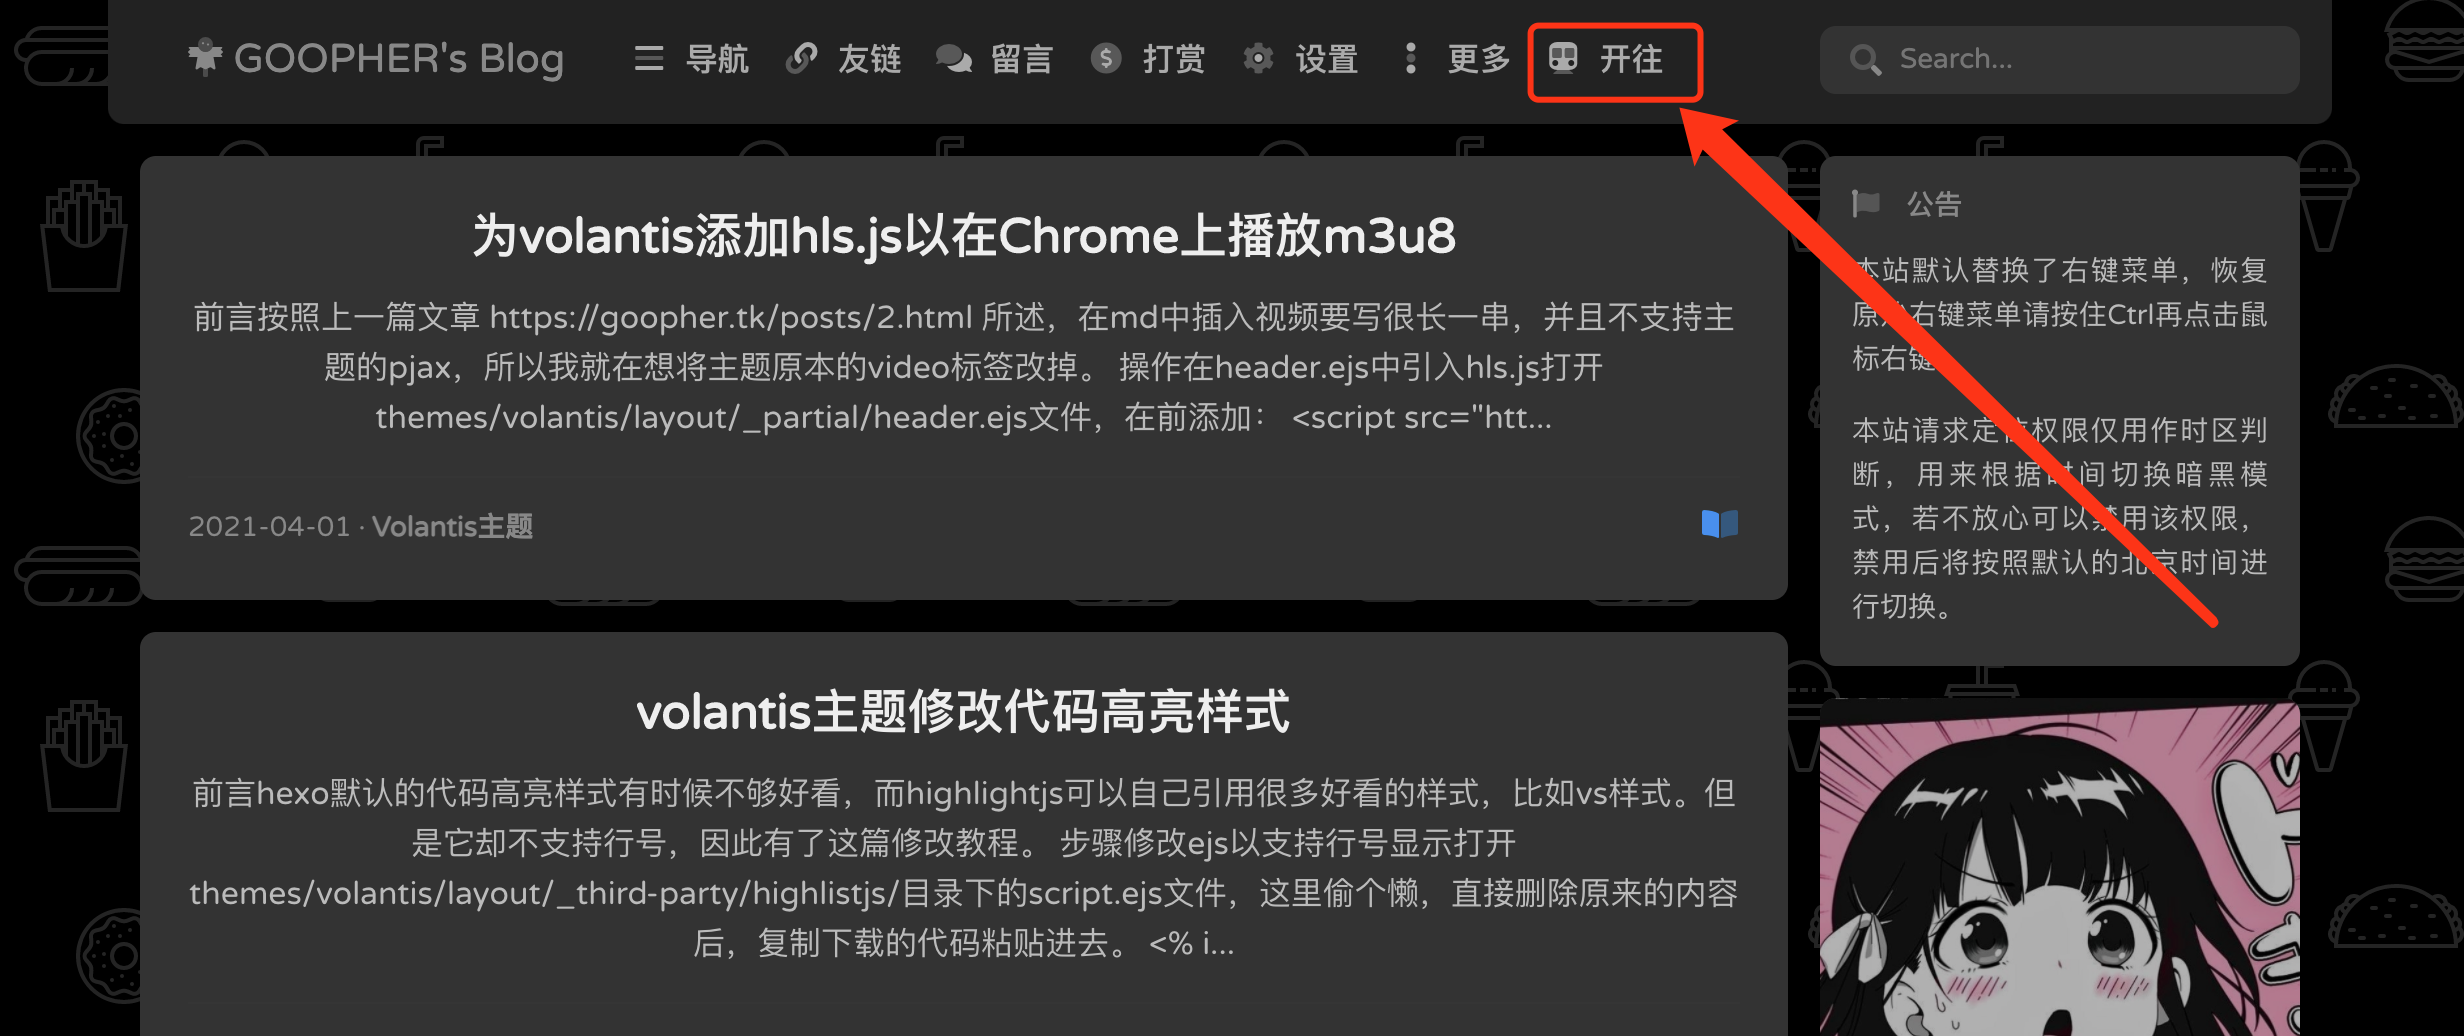 GOOPHER's Blog 导航 友链 留言 打赏 设置 更多 开往 Search...
为volantis添加hls.js以在Chrome上播放m3u8
前言按照上一篇文章 https://goopher.tk/posts/2.html 所述，在md中插入视频要写很长一串，并且不支持主
题的pjax，所以我就在想将主题原本的video标签改掉。 操作在header.ejs中引入hls.js打开
themes/volantis/layout/_partial/header.ejs文件，在前添加： <script src="htt...
2021-04-01 · Volantis主题
volantis主题修改代码高亮样式
前言hexo默认的代码高亮样式有时候不够好看，而highlightjs可以自己引用很多好看的样式，比如vs样式。但
是它却不支持行号，因此有了这篇修改教程。 步骤修改ejs以支持行号显示打开
themes/volantis/layout/_third-party/highlistjs/目录下的script.ejs文件，这里偷个懒，直接删除原来的内容
后，复制下载的代码粘贴进去。 <% i...
公告
本站默认替换了右键菜单，恢复
原始右键菜单请按住Ctrl再点击鼠
标右键
本站请求定位权限仅用作时区判
断，用来根据时间切换暗黑模
式，若不放心可以禁用该权限，
禁用后将按照默认的北京时间进
行切换。